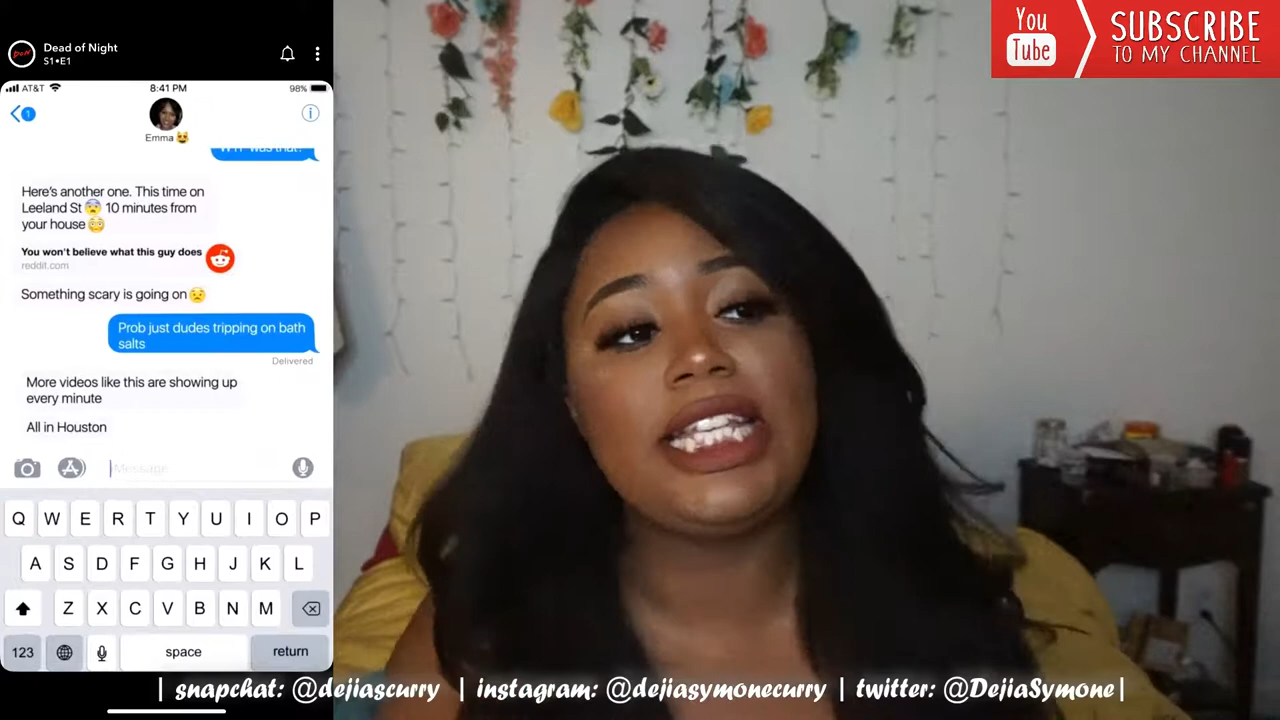 Dead of Night
S1•E1
AT&T
8:41 PM
98%
1
Emma
Here's another one. This time on
Leeland St 😨 10 minutes from
your house 😳
You won't believe what this guy does
reddit.com
Something scary is going on 😟
Prob just dudes tripping on bath
salts
Delivered
More videos like this are showing up
every minute
All in Houston
iMessage
Q W E R T Y U I O P
A S D F G H J K L
Z X C V B N M
123
space
return
You
Tube
SUBSCRIBE
TO MY CHANNEL
| snapchat: @dejiascurry | instagram: @dejiasymonecurry | twitter: @DejiaSymone |